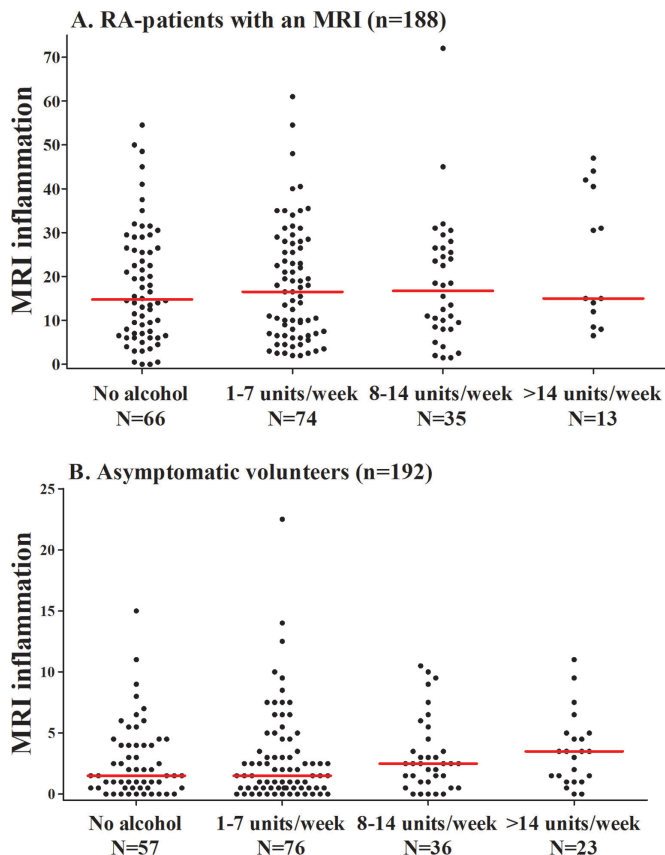 A. RA-patients with an MRI (n=188)
MRI inflammation
70
60
50
40
30
20
10
0
No alcohol 1-7 units/week 8-14 units/week >14 units/week
N=66 N=74 N=35 N=13
B. Asymptomatic volunteers (n=192)
MRI inflammation
25
20
15
10
5
0
No alcohol 1-7 units/week 8-14 units/week >14 units/week
N=57 N=76 N=36 N=23